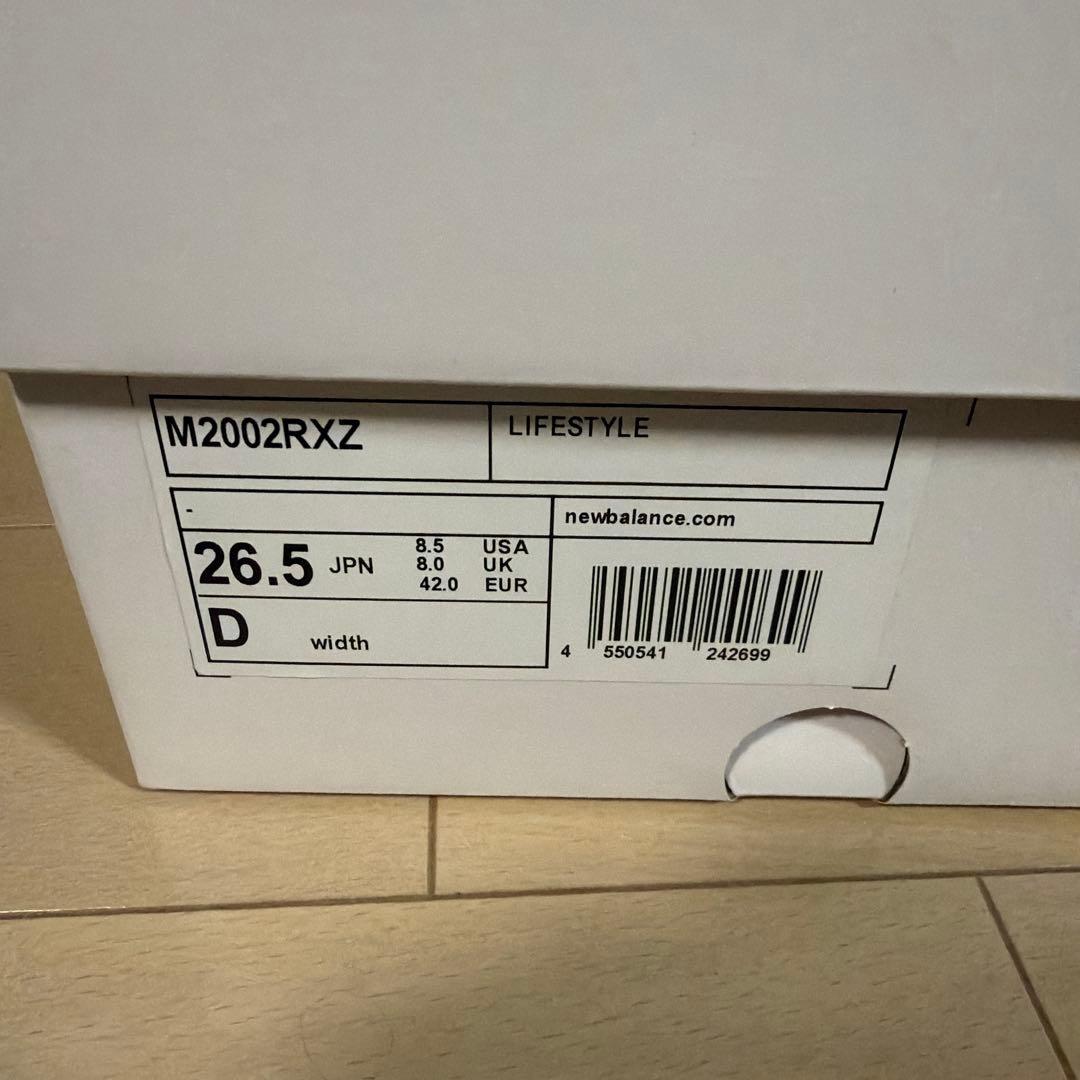 M2002RXZ
LIFESTYLE
-
newbalance.com
26.5 JPN
8.5 USA
8.0 UK
42.0 EUR
D width
4 550541 242699